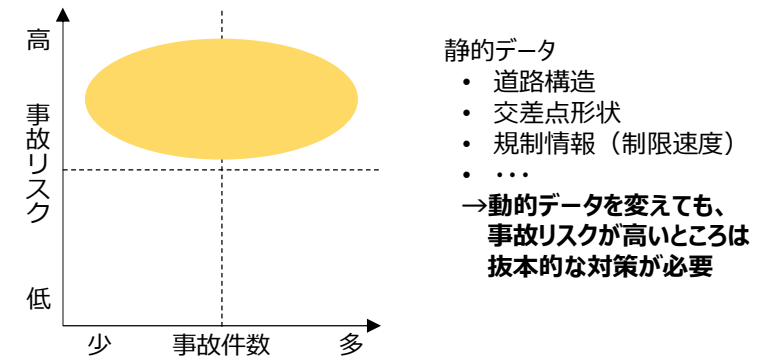 高
事故リスク
低
少
事故件数
多
静的データ
• 道路構造
• 交差点形状
• 規制情報（制限速度）
• ・・・
→動的データを変えても、
事故リスクが高いところは
抜本的な対策が必要